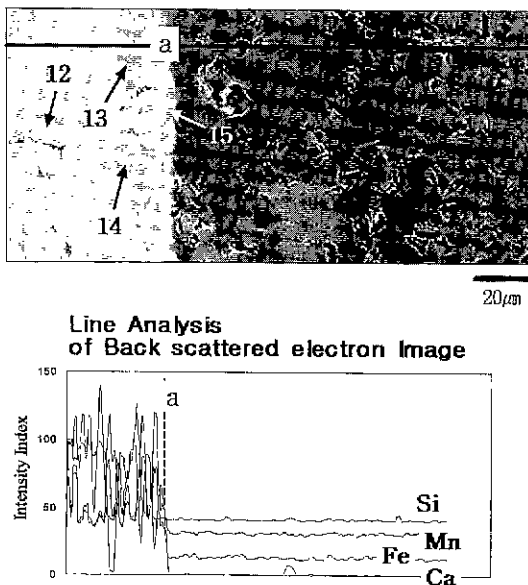 a
12
13
15
14
20μm
Line Analysis
of Back scattered electron Image
150
a
100
Intensity Index
50
Si
Mn
Fe
0
Ca